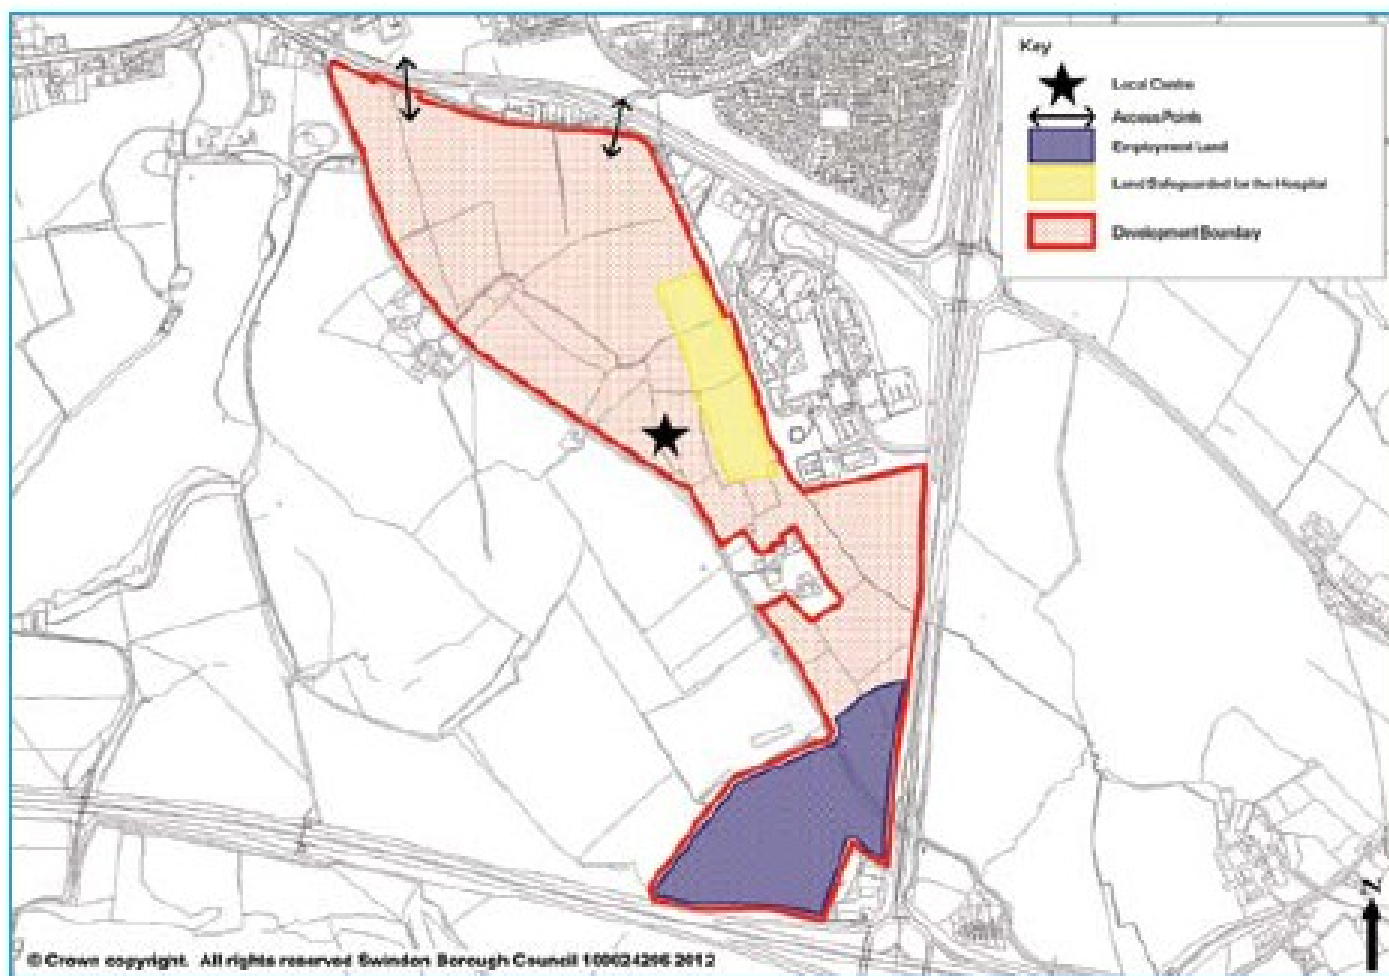 Key
Local Centre
Access Points
Employment Land
Land Safeguarded for the Hospital
Development Boundary
Z
© Crown copyright. All rights reserved Swindon Borough Council 100024296 2012